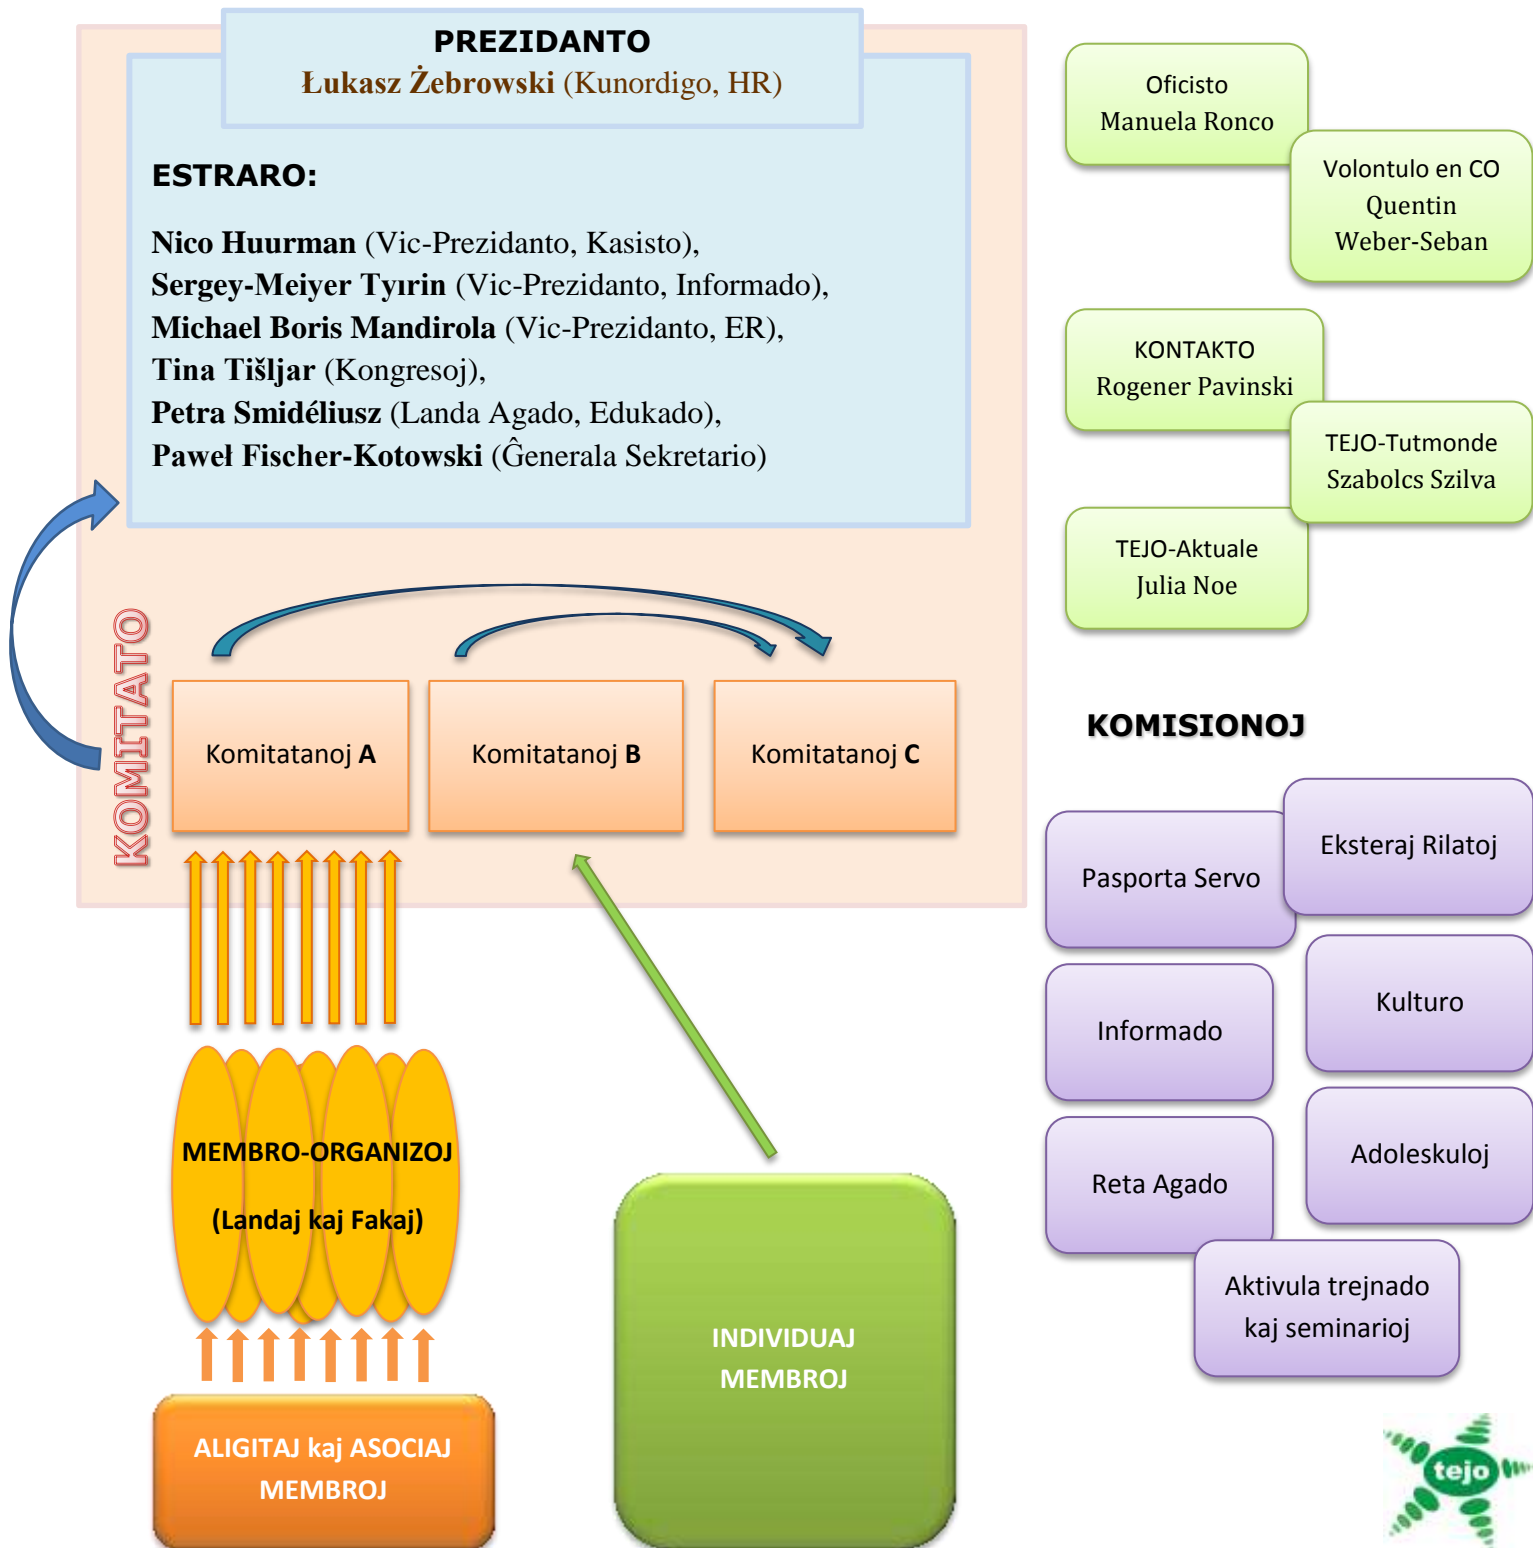 PREZIDANTO
Łukasz Żebrowski (Kunordigo, HR)
ESTRARO:
Nico Huurman (Vic-Prezidanto, Kasisto),
Sergey-Meiyer Tyırin (Vic-Prezidanto, Informado),
Michael Boris Mandirola (Vic-Prezidanto, ER),
Tina Tišljar (Kongresoj),
Petra Smidéliusz (Landa Agado, Edukado),
Paweł Fischer-Kotowski (Ĝenerala Sekretario)
KOMITATO
Komitatanoj A
Komitatanoj B
Komitatanoj C
MEMBRO-ORGANIZOJ
(Landaj kaj Fakaj)
ALIGITAJ kaj ASOCIAJ
MEMBROJ
INDIVIDUAJ
MEMBROJ
Oficisto
Manuela Ronco
Volontulo en CO
Quentin
Weber-Seban
KONTAKTO
Rogener Pavinski
TEJO-Tutmonde
Szabolcs Szilva
TEJO-Aktuale
Julia Noe
KOMISIONOJ
Pasporta Servo
Eksteraj Rilatoj
Informado
Kulturo
Reta Agado
Adoleskuloj
Aktivula trejnado
kaj seminarioj
tejo